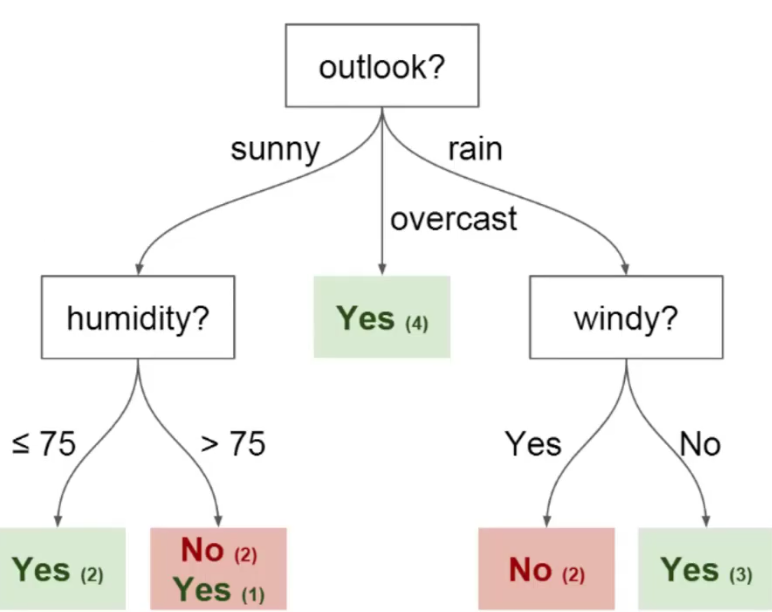 outlook?
sunny
rain
overcast
humidity?
Yes (4)
windy?
≤ 75
> 75
Yes
No
Yes (2)
No (2)
Yes (1)
No (2)
Yes (3)